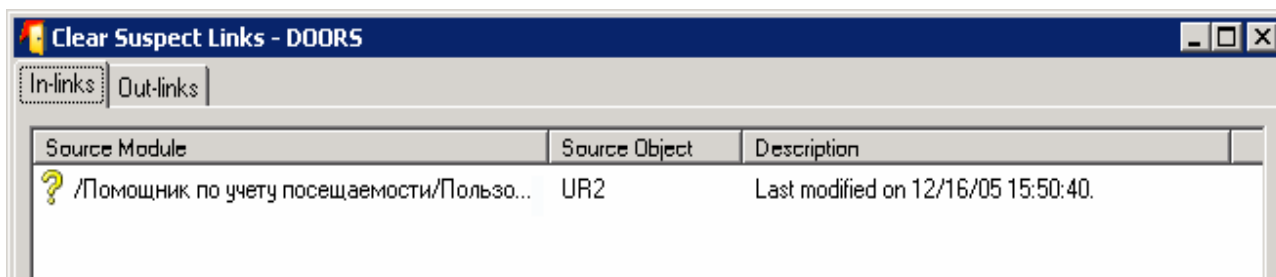 Clear Suspect Links - DOORS
In-links Out-links
Source Module Source Object Description
/Помощник по учету посещаемости/Пользо... UR2 Last modified on 12/16/05 15:50:40.